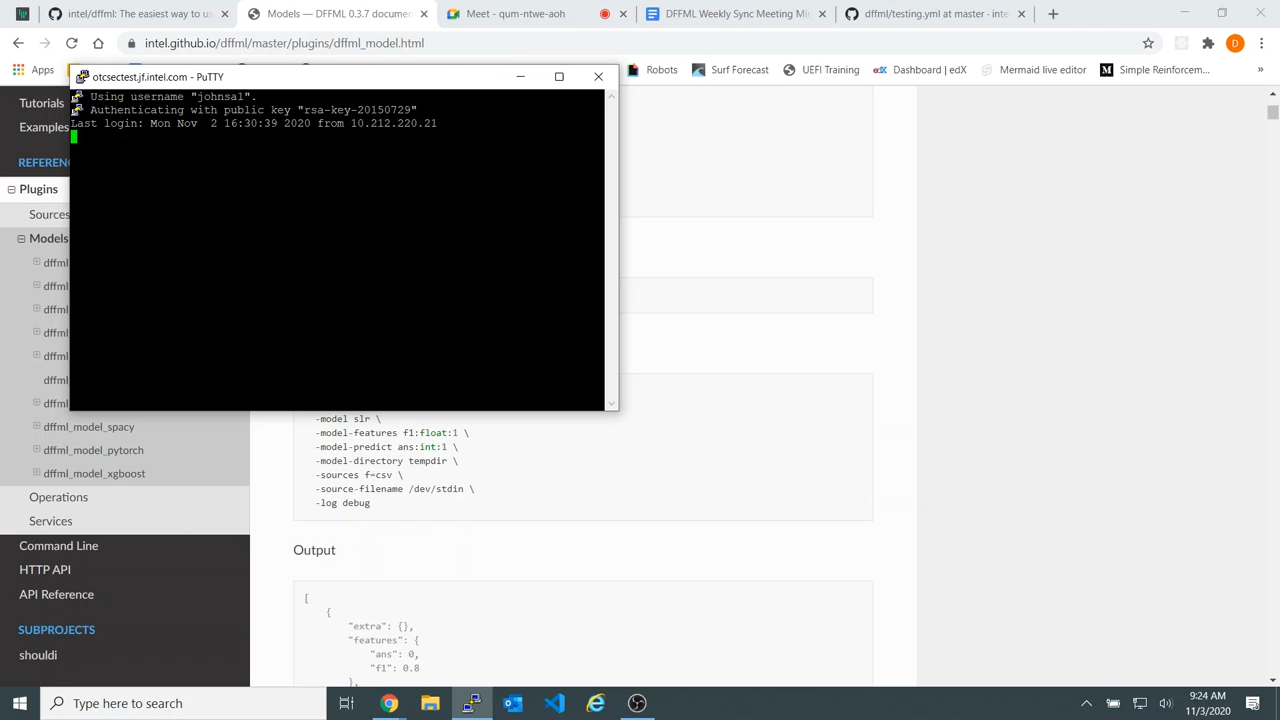 intel/dffml: The easiest way to us
Models — DFFML 0.3.7 documen
Meet - qum-ntwe-aoh
DFFML Weekly Sync Meeting Mi
dffml/testing.yml at master · inte
intel.github.io/dffml/master/plugins/dffml_model.html
D
Apps
Robots
Surf Forecast
UEFI Training
Dashboard | edX
Mermaid live editor
Simple Reinforcem...
»
otcsectest.jf.intel.com - PuTTY
Using username "johnsa1".
Authenticating with public key "rsa-key-20150729"
Last login: Mon Nov  2 16:30:39 2020 from 10.212.220.21
Tutorials
Examples
REFEREN
Plugins
Sources
Models
dffml
dffml
dffml
dffml
dffml
dffml
dffml
dffml_model_spacy
dffml_model_pytorch
dffml_model_xgboost
Operations
Services
Command Line
HTTP API
API Reference
SUBPROJECTS
shouldi
-model slr \
-model-features f1:float:1 \
-model-predict ans:int:1 \
-model-directory tempdir \
-sources f=csv \
-source-filename /dev/stdin \
-log debug
Output
[
{
"extra": {},
"features": {
"ans": 0,
"f1": 0.8
},
Type here to search
9:24 AM
11/3/2020